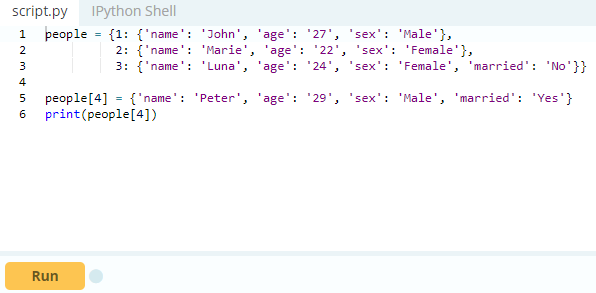 script.py IPython Shell
1 people = {1: {'name': 'John', 'age': '27', 'sex': 'Male'},
2 2: {'name': 'Marie', 'age': '22', 'sex': 'Female'},
3 3: {'name': 'Luna', 'age': '24', 'sex': 'Female', 'married': 'No'}}
4
5 people[4] = {'name': 'Peter', 'age': '29', 'sex': 'Male', 'married': 'Yes'}
6 print(people[4])
Run